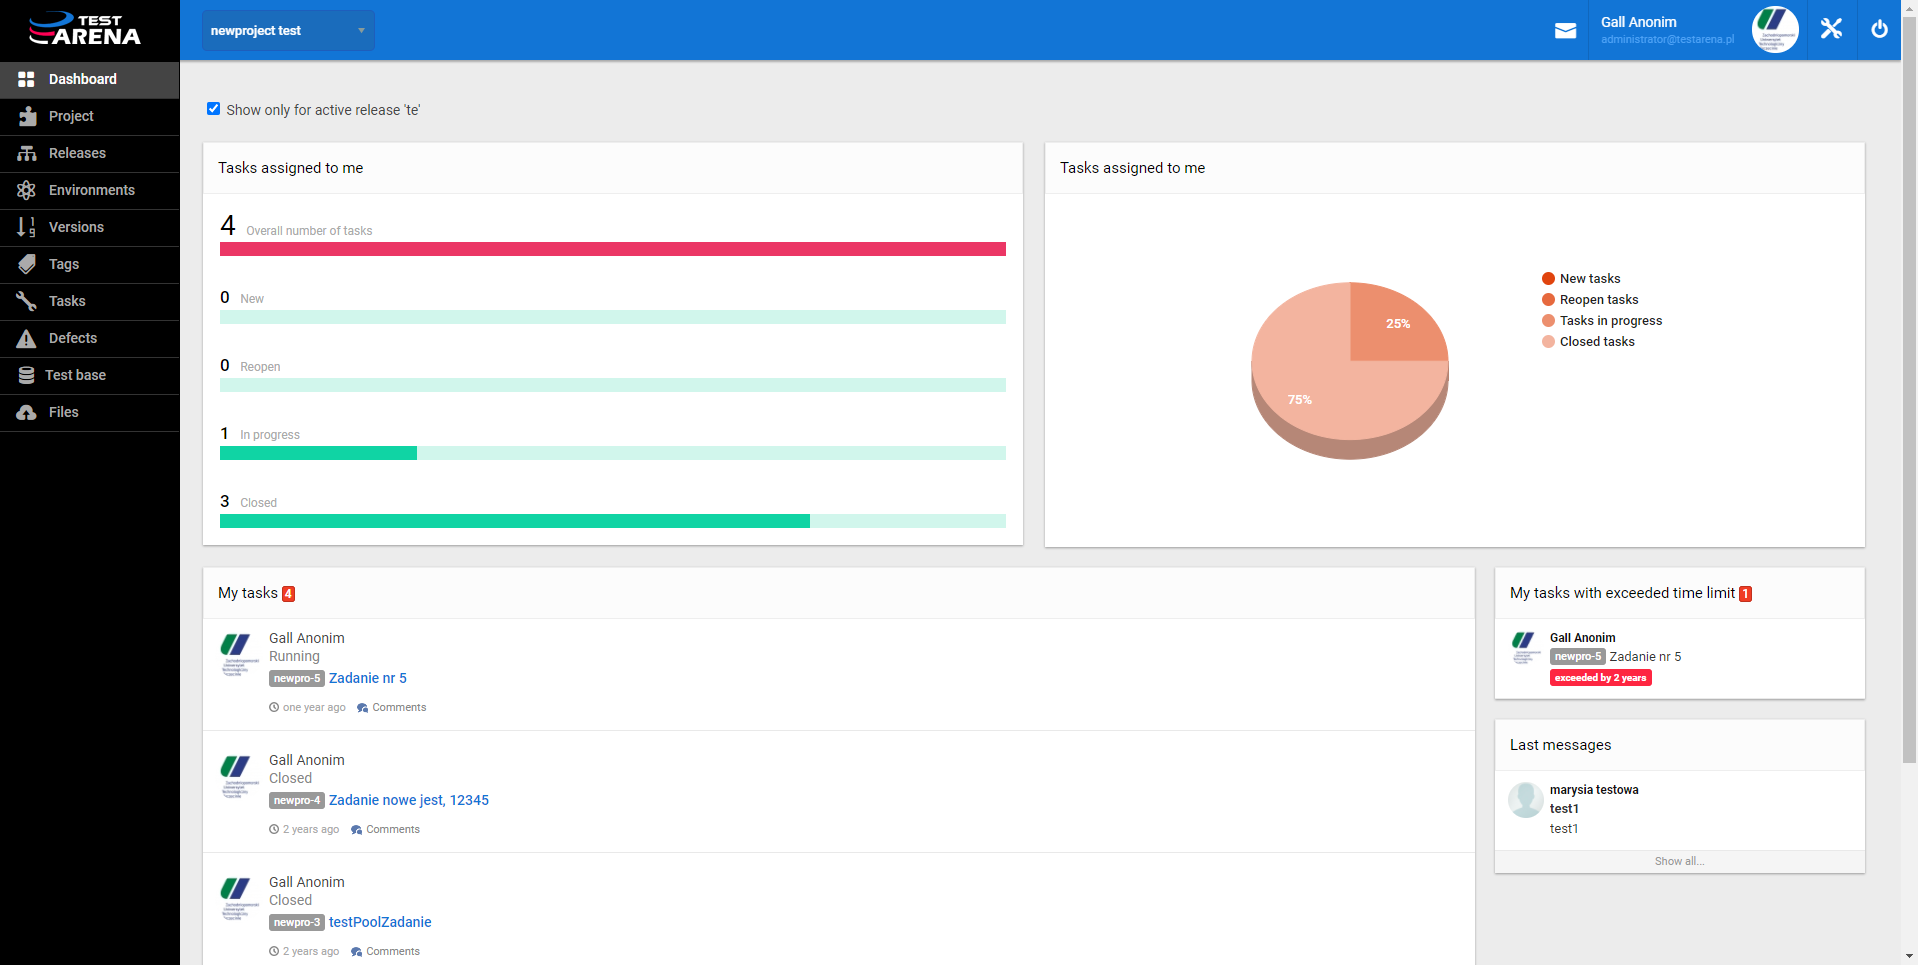 TEST
ARENA
newproject test
Gall Anonim
administrator@testarena.pl
Dashboard
Project
Releases
Environments
Versions
Tags
Tasks
Defects
Test base
Files
Show only for active release 'te'
Tasks assigned to me
4 Overall number of tasks
0 New
0 Reopen
1 In progress
3 Closed
Tasks assigned to me
25%
75%
New tasks
Reopen tasks
Tasks in progress
Closed tasks
My tasks 4
Gall Anonim
Running
newpro-5 Zadanie nr 5
one year ago Comments
Gall Anonim
Closed
newpro-4 Zadanie nowe jest, 12345
2 years ago Comments
Gall Anonim
Closed
newpro-3 testPoolZadanie
2 years ago Comments
My tasks with exceeded time limit 1
Gall Anonim
newpro-5 Zadanie nr 5
exceeded by 2 years
Last messages
marysia testowa
test1
test1
Show all...